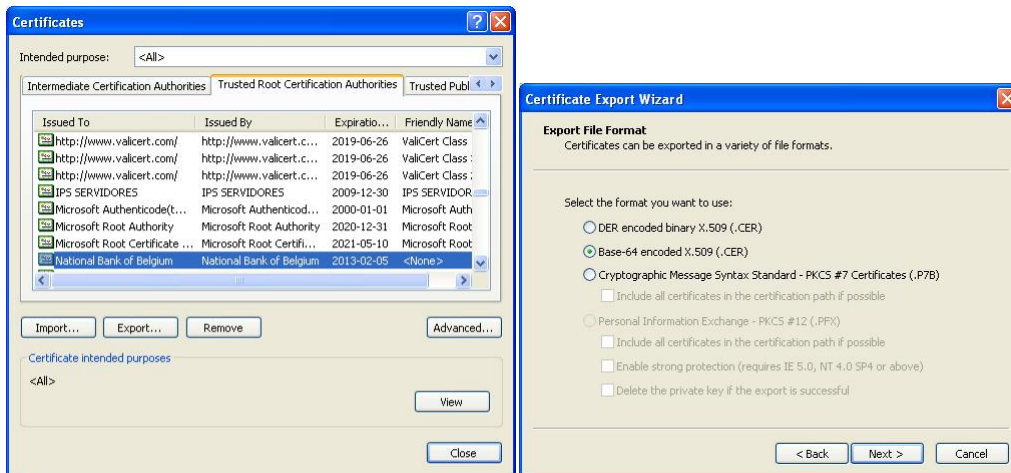 Certificates
Intended purpose: <All>
Intermediate Certification Authorities Trusted Root Certification Authorities Trusted Publ
Issued To Issued By Expiratio... Friendly Name
http://www.valicert.com/ http://www.valicert.c... 2019-06-26 ValiCert Class
http://www.valicert.com/ http://www.valicert.c... 2019-06-26 ValiCert Class
http://www.valicert.com/ http://www.valicert.c... 2019-06-26 ValiCert Class
IPS SERVIDORES IPS SERVIDORES 2009-12-30 IPS SERVIDOR
Microsoft Authenticode(t... Microsoft Authenticod... 2000-01-01 Microsoft Auth
Microsoft Root Authority Microsoft Root Authority 2020-12-31 Microsoft Root
Microsoft Root Certificate ... Microsoft Root Certifi... 2021-05-10 Microsoft Root
National Bank of Belgium National Bank of Belgium 2013-02-05 <None>
Import... Export... Remove Advanced...
Certificate intended purposes
<All>
View
Close
Certificate Export Wizard
Export File Format
Certificates can be exported in a variety of file formats.
Select the format you want to use:
DER encoded binary X.509 (.CER)
Base-64 encoded X.509 (.CER)
Cryptographic Message Syntax Standard - PKCS #7 Certificates (.P7B)
Include all certificates in the certification path if possible
Personal Information Exchange - PKCS #12 (.PFX)
Include all certificates in the certification path if possible
Enable strong protection (requires IE 5.0, NT 4.0 SP4 or above)
Delete the private key if the export is successful
< Back Next > Cancel